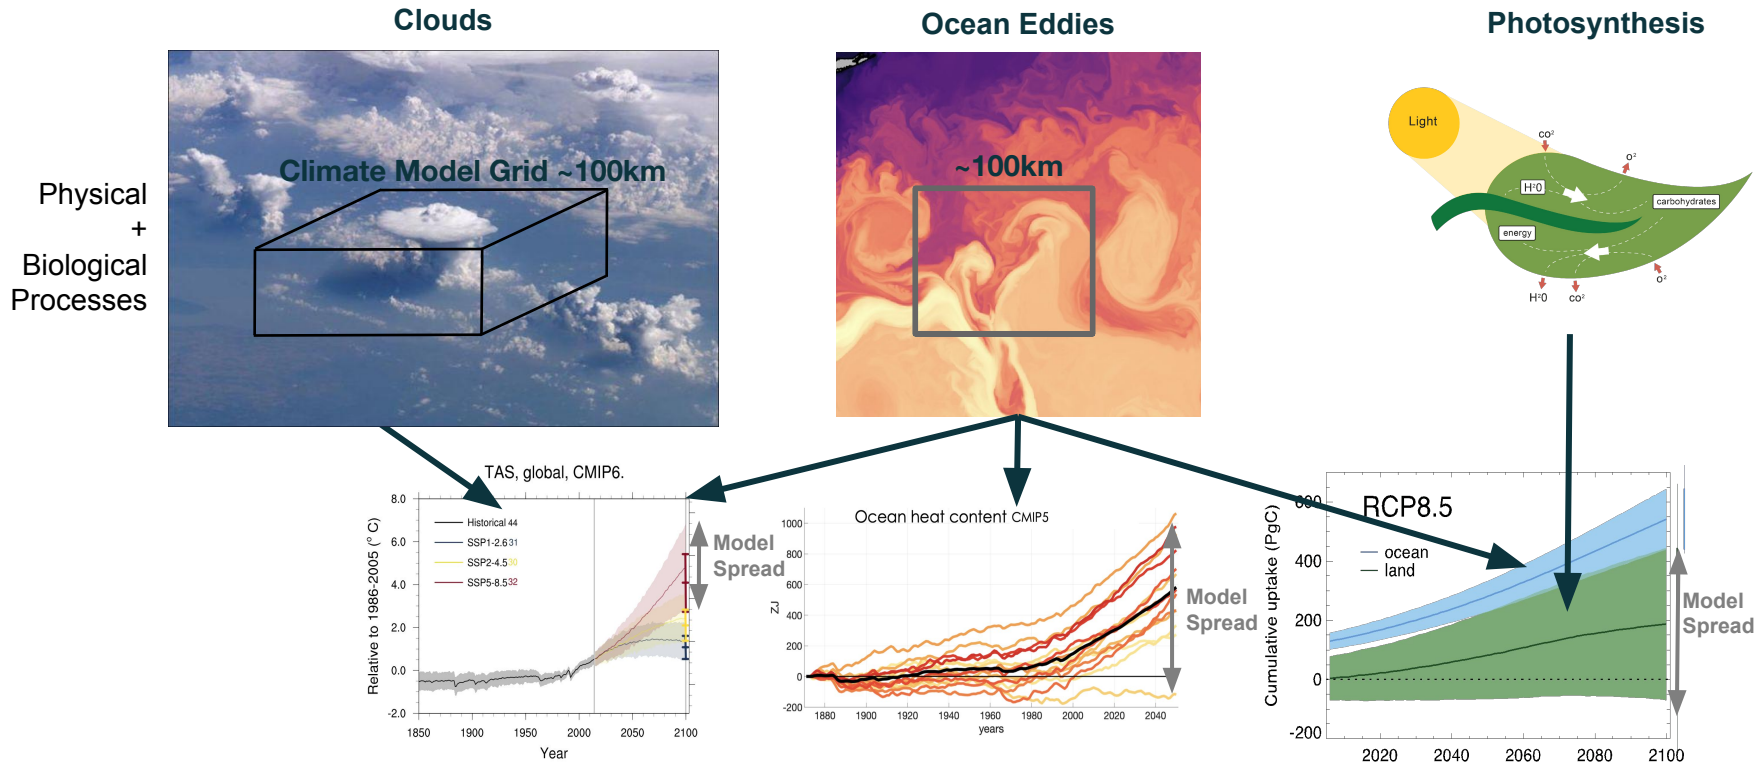 Clouds
Ocean Eddies
Photosynthesis
Physical
+
Biological
Processes
Climate Model Grid ~100km
~100km
Light
co²
o²
H²0
carbohydrates
energy
H²0
co²
o²
TAS, global, CMIP6.
8.0
6.0
4.0
2.0
0.0
-2.0
Relative to 1986-2005 (° C)
Historical 44
SSP1-2.6 31
SSP2-4.5 30
SSP5-8.5 32
1850
1900
1950
2000
2050
2100
Year
Model
Spread
Ocean heat content CMIP5
1000
800
600
400
200
0
-200
ZJ
1880
1900
1920
1940
1960
1980
2000
2020
2040
years
Model
Spread
RCP8.5
ocean
land
600
400
200
0
-200
Cumulative uptake (PgC)
2020
2040
2060
2080
2100
Model
Spread